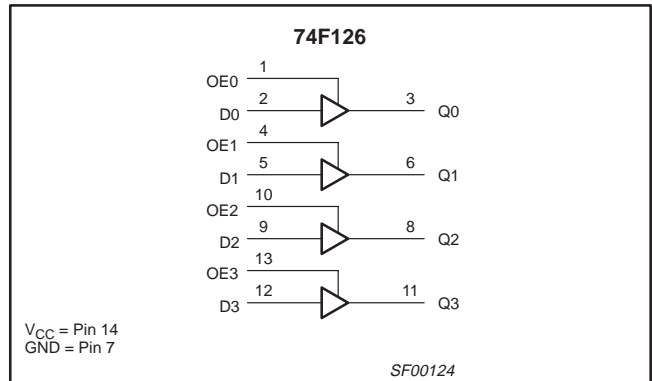 74F126
OE0 1
D0 2 3 Q0
OE1 4
D1 5 6 Q1
OE2 10
D2 9 8 Q2
OE3 13
D3 12 11 Q3
VCC = Pin 14
GND = Pin 7
SF00124